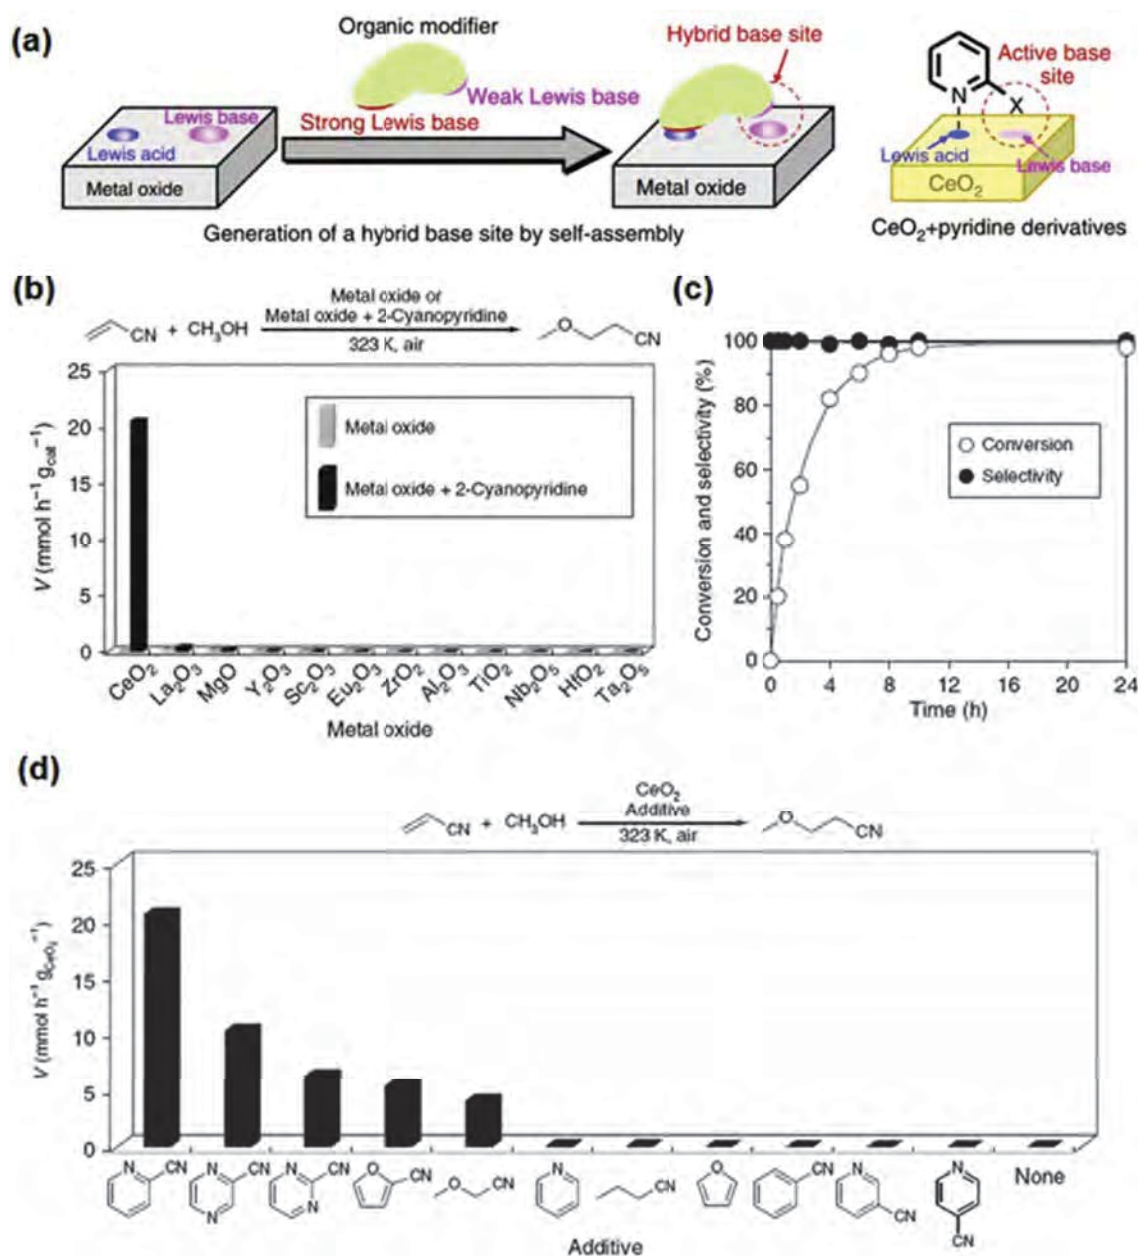 (a)
Organic modifier
Hybrid base site
Active base
site
Lewis base
Lewis acid
Metal oxide
Strong Lewis base
Weak Lewis base
Metal oxide
N
X
Lewis acid
Lewis base
CeO₂
Generation of a hybrid base site by self-assembly
CeO₂+pyridine derivatives
(b)
CN + CH₃OH
Metal oxide or
Metal oxide + 2-Cyanopyridine
323 K, air
O
CN
V (mmol h⁻¹ g_cat⁻¹)
25
20
15
10
5
0
Metal oxide
Metal oxide + 2-Cyanopyridine
CeO₂ La₂O₃ MgO Y₂O₃ Sc₂O₃ Eu₂O₃ ZrO₂ Al₂O₃ TiO₂ Nb₂O₅ HfO₂ Ta₂O₅
Metal oxide
(c)
Conversion and selectivity (%)
100
80
60
40
20
0
Conversion
Selectivity
0 4 8 12 16 20 24
Time (h)
(d)
CN + CH₃OH
CeO₂
Additive
323 K, air
O
CN
V (mmol h⁻¹ g_CeO₂⁻¹)
25
20
15
10
5
0
N CN
N CN N
N CN N
O CN
O CN
N
CN
O
CN
N CN
N CN
None
Additive